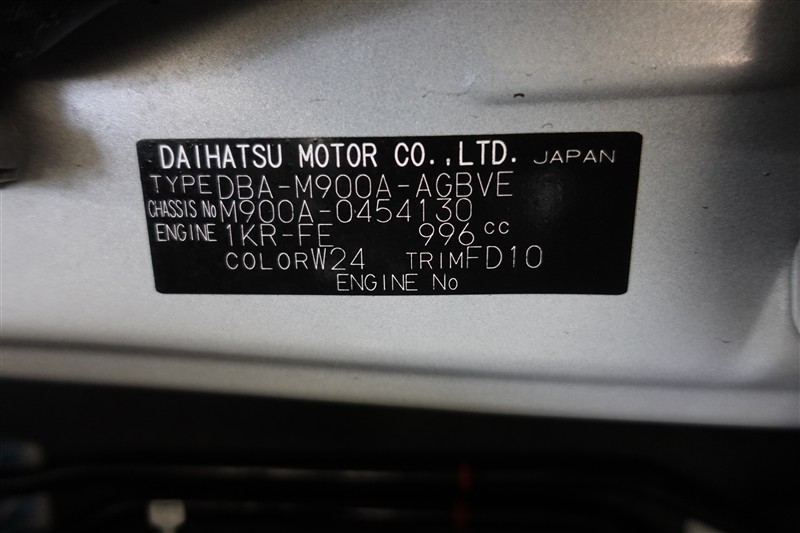 DAIHATSU MOTOR CO.,LTD. JAPAN
TYPE DBA-M900A-AGBVE
CHASSIS No M900A-0454130
ENGINE 1KR-FE 996 cc
COLOR W24 TRIM FD10
ENGINE No